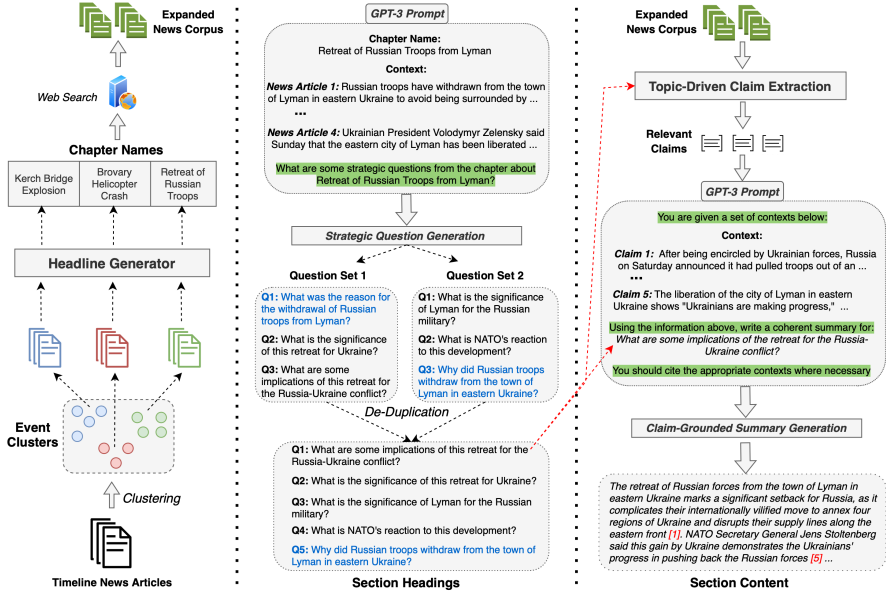 Expanded
News Corpus
Web Search
Chapter Names
Kerch Bridge
Explosion
Brovary
Helicopter
Crash
Retreat of
Russian
Troops
Headline Generator
Event
Clusters
Clustering
Timeline News Articles
GPT-3 Prompt
Chapter Name:
Retreat of Russian Troops from Lyman
Context:
News Article 1: Russian troops have withdrawn from the town
of Lyman in eastern Ukraine to avoid being surrounded by ...
...
News Article 4: Ukrainian President Volodymyr Zelensky said
Sunday that the eastern city of Lyman has been liberated ...
What are some strategic questions from the chapter about
Retreat of Russian Troops from Lyman?
Strategic Question Generation
Question Set 1
Q1: What was the reason for
the withdrawal of Russian
troops from Lyman?
Q2: What is the significance
of this retreat for Ukraine?
Q3: What are some
implications of this retreat for
the Russia-Ukraine conflict?
Question Set 2
Q1: What is the significance
of Lyman for the Russian
military?
Q2: What is NATO's reaction
to this development?
Q3: Why did Russian troops
withdraw from the town of
Lyman in eastern Ukraine?
De-Duplication
Q1: What are some implications of this retreat for the
Russia-Ukraine conflict?
Q2: What is the significance of this retreat for Ukraine?
Q3: What is the significance of Lyman for the Russian
military?
Q4: What is NATO's reaction to this development?
Q5: Why did Russian troops withdraw from the town of
Lyman in eastern Ukraine?
Section Headings
Expanded
News Corpus
Topic-Driven Claim Extraction
Relevant
Claims
GPT-3 Prompt
You are given a set of contexts below:
Context:
Claim 1: After being encircled by Ukrainian forces, Russia
on Saturday announced it had pulled troops out of an ...
...
Claim 5: The liberation of the city of Lyman in eastern
Ukraine shows "Ukrainians are making progress," ...
Using the information above, write a coherent summary for:
What are some implications of the retreat for the Russia-
Ukraine conflict?
You should cite the appropriate contexts where necessary
Claim-Grounded Summary Generation
The retreat of Russian forces from the town of Lyman in
eastern Ukraine marks a significant setback for Russia, as it
complicates their internationally vilified move to annex four
regions of Ukraine and disrupts their supply lines along the
eastern front [1]. NATO Secretary General Jens Stoltenberg
said this gain by Ukraine demonstrates the Ukrainians'
progress in pushing back the Russian forces [5] ...
Section Content